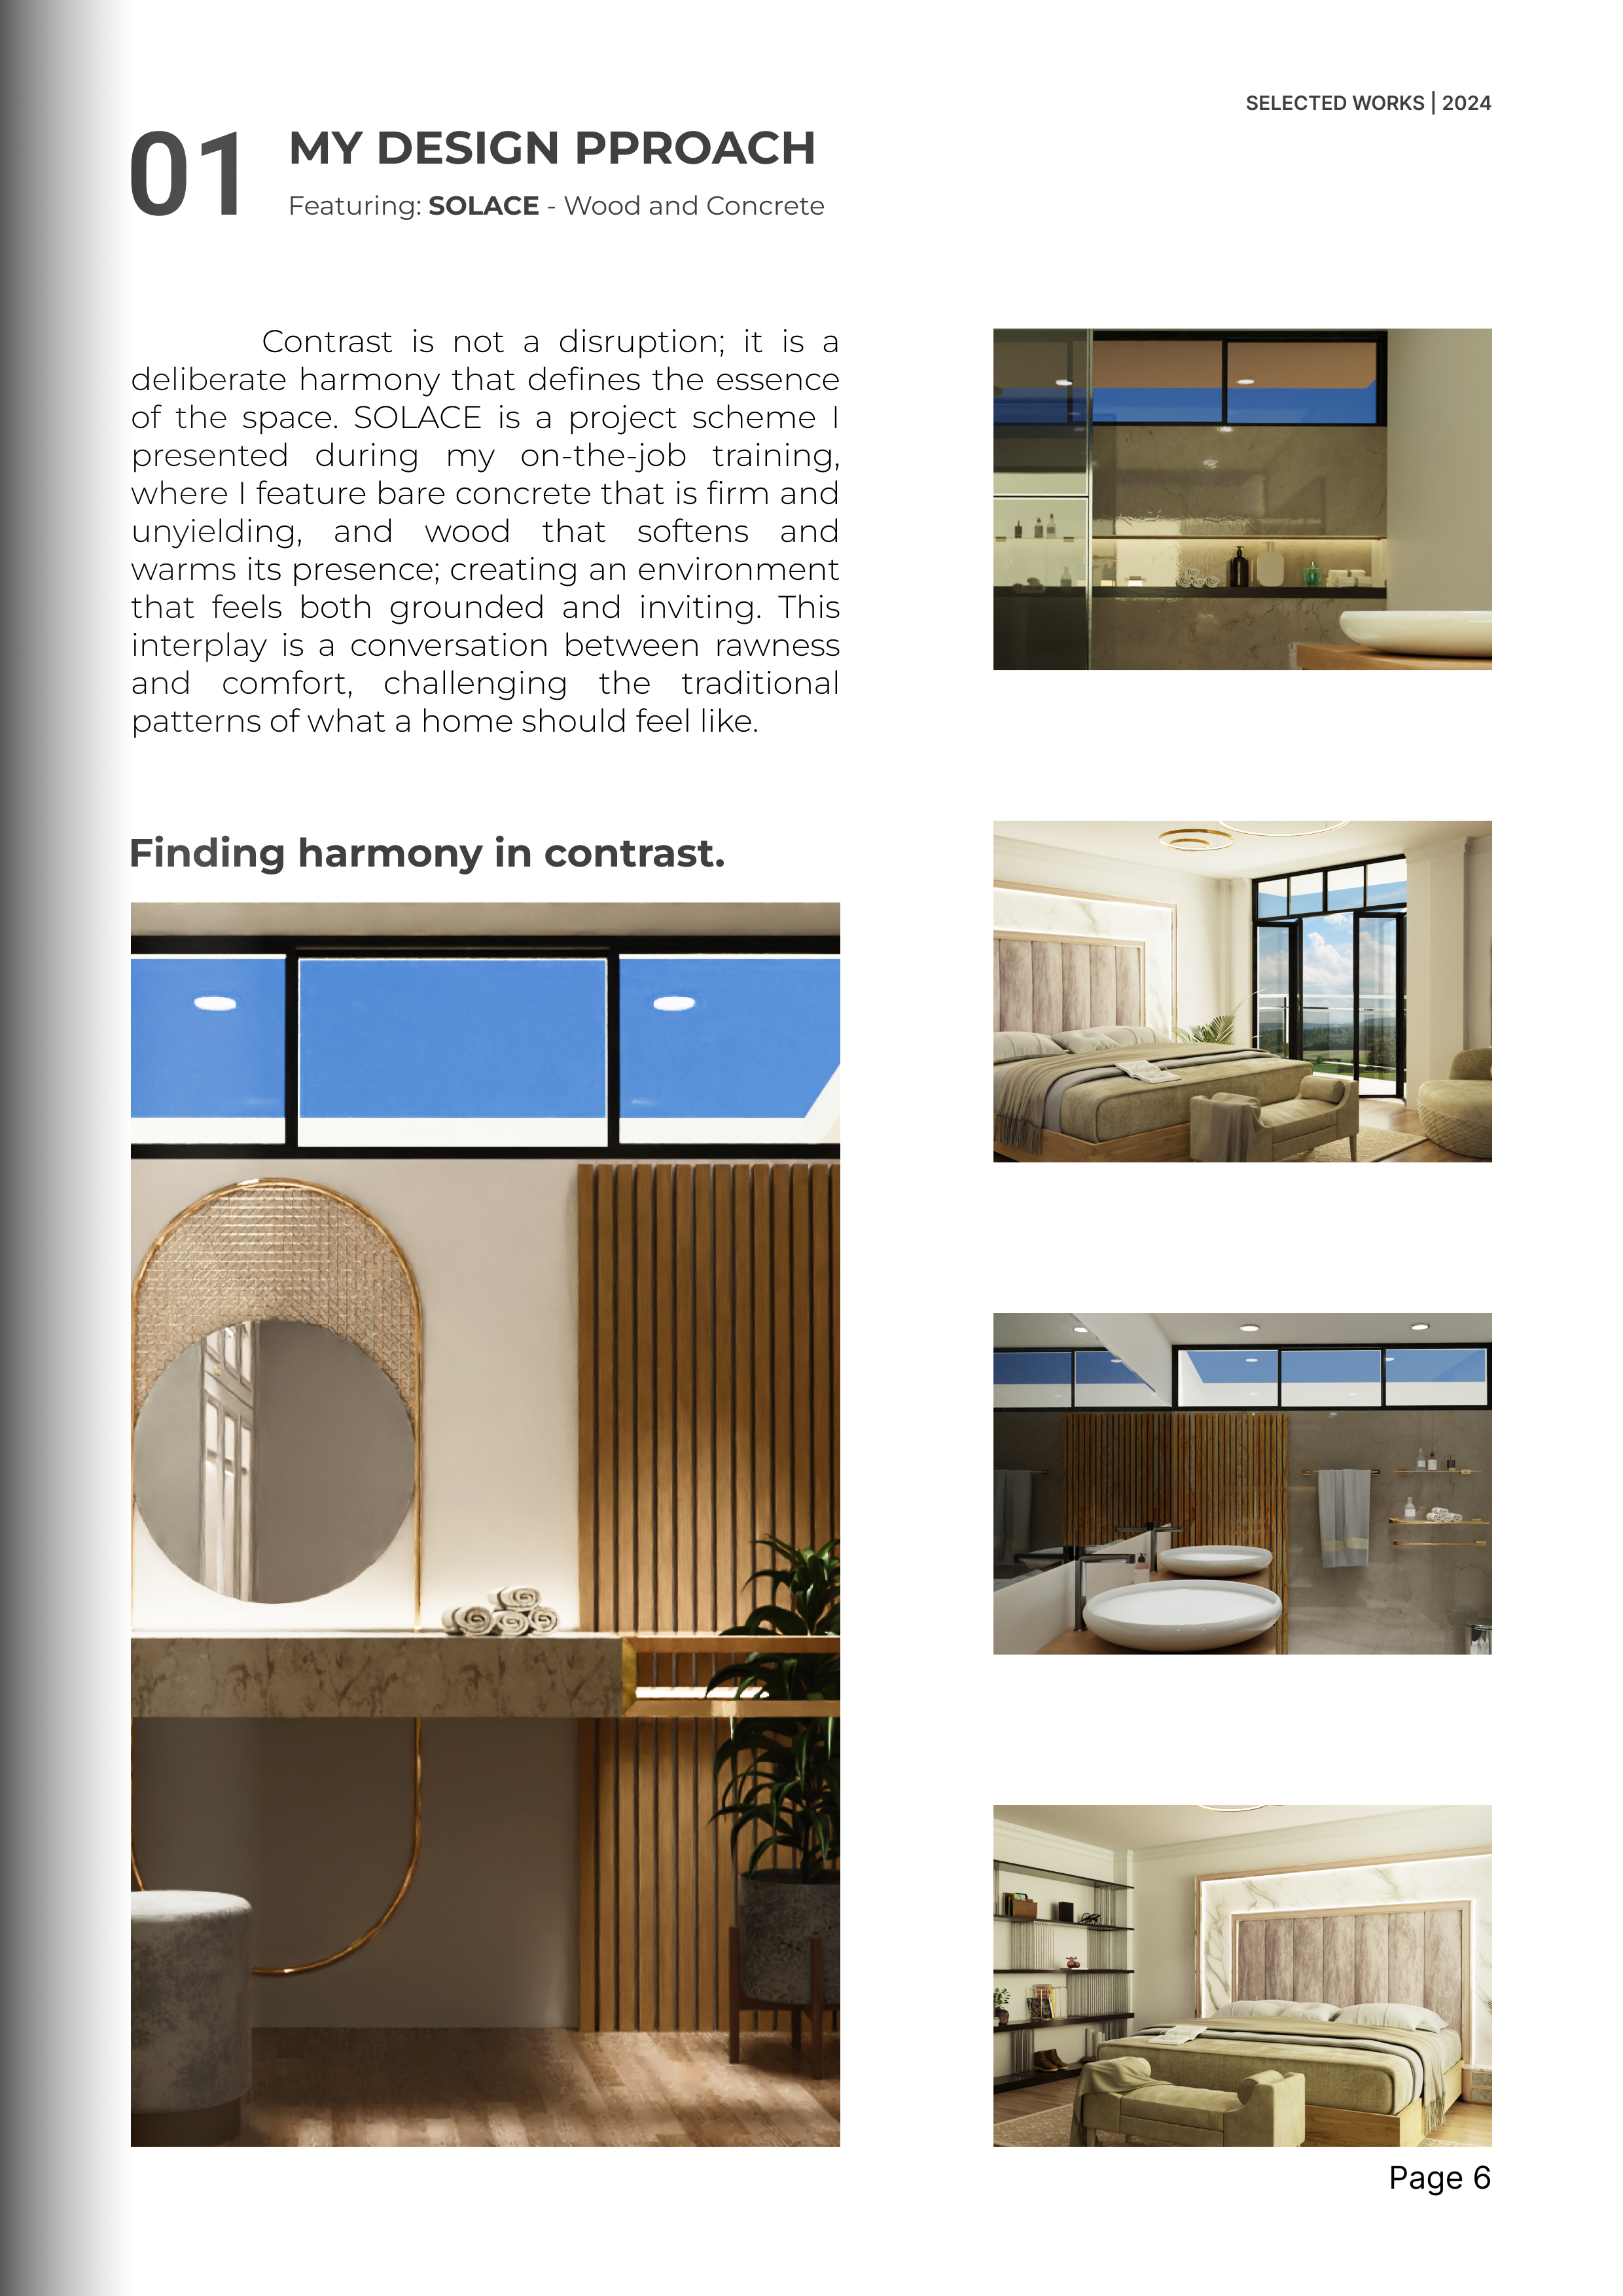 SELECTED WORKS | 2024
01
MY DESIGN PPROACH
Featuring: SOLACE - Wood and Concrete
Contrast is not a disruption; it is a
deliberate harmony that defines the essence
of the space. SOLACE is a project scheme I
presented during my on-the-job training,
where I feature bare concrete that is firm and
unyielding, and wood that softens and
warms its presence; creating an environment
that feels both grounded and inviting. This
interplay is a conversation between rawness
and comfort, challenging the traditional
patterns of what a home should feel like.
Finding harmony in contrast.
Page 6